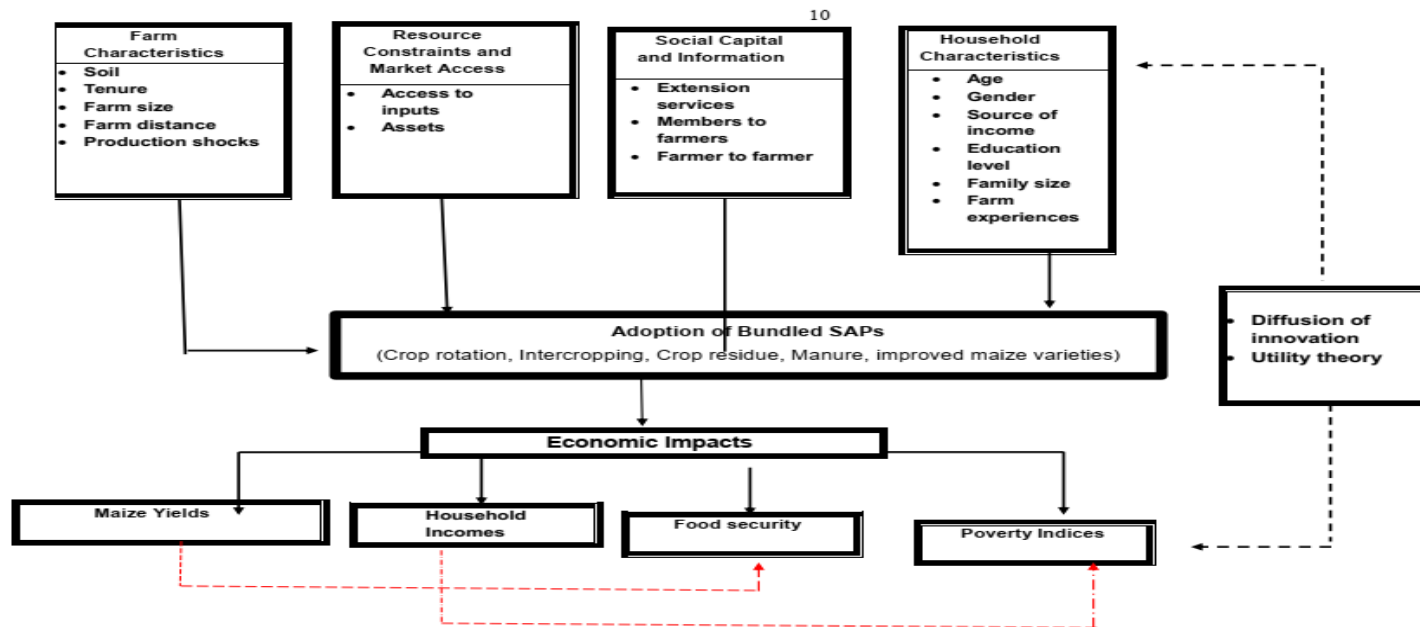 10
Farm
Characteristics
• Soil
• Tenure
• Farm size
• Farm distance
• Production shocks
Resource
Constraints and
Market Access
• Access to
inputs
• Assets
Social Capital
and Information
• Extension
services
• Members to
farmers
• Farmer to farmer
Household
Characteristics
• Age
• Gender
• Source of
income
• Education
level
• Family size
• Farm
experiences
Adoption of Bundled SAPs
(Crop rotation, Intercropping, Crop residue, Manure, improved maize varieties)
• Diffusion of
innovation
• Utility theory
Economic Impacts
Maize Yields
Household
Incomes
Food security
Poverty Indices